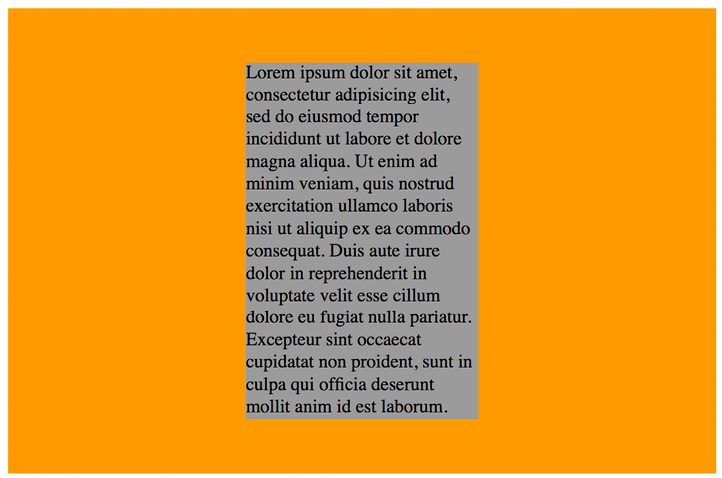 Lorem ipsum dolor sit amet,
consectetur adipisicing elit,
sed do eiusmod tempor
incididunt ut labore et dolore
magna aliqua. Ut enim ad
minim veniam, quis nostrud
exercitation ullamco laboris
nisi ut aliquip ex ea commodo
consequat. Duis aute irure
dolor in reprehenderit in
voluptate velit esse cillum
dolore eu fugiat nulla pariatur.
Excepteur sint occaecat
cupidatat non proident, sunt in
culpa qui officia deserunt
mollit anim id est laborum.